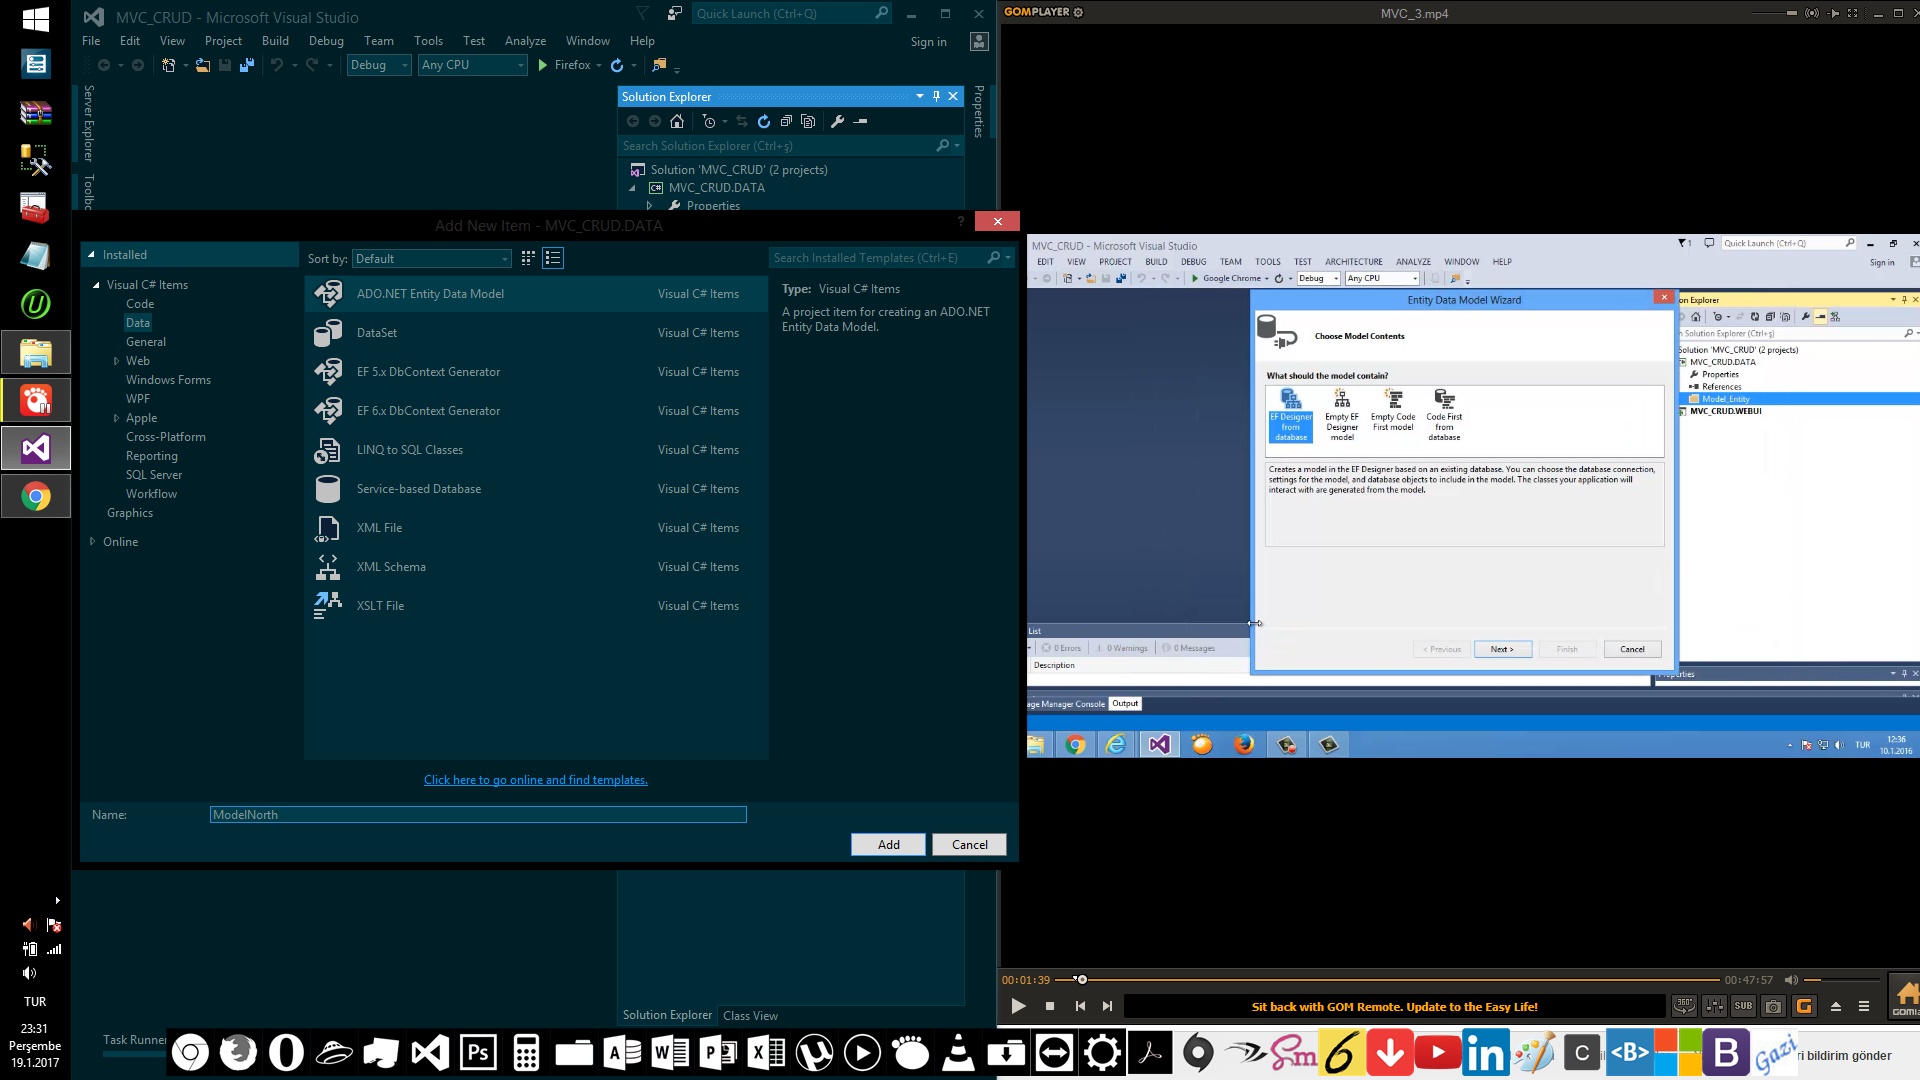 MVC_CRUD - Microsoft Visual Studio
Quick Launch (Ctrl+Q)
File Edit View Project Build Debug Team Tools Test Analyze Window Help
Sign in
Debug Any CPU Firefox
Server Explorer
Properties
Solution Explorer
Search Solution Explorer (Ctrl+ş)
Solution 'MVC_CRUD' (2 projects)
MVC_CRUD.DATA
Properties
Add New Item - MVC_CRUD.DATA
Installed
Sort by: Default
Search Installed Templates (Ctrl+E)
Visual C# Items
Code
Data
General
Web
Windows Forms
WPF
Apple
Cross-Platform
Reporting
SQL Server
Workflow
Graphics
Online
ADO.NET Entity Data Model Visual C# Items
DataSet Visual C# Items
EF 5.x DbContext Generator Visual C# Items
EF 6.x DbContext Generator Visual C# Items
LINQ to SQL Classes Visual C# Items
Service-based Database Visual C# Items
XML File Visual C# Items
XML Schema Visual C# Items
XSLT File Visual C# Items
Type: Visual C# Items
A project item for creating an ADO.NET
Entity Data Model.
Click here to go online and find templates.
Name: ModelNorth
Add Cancel
Solution Explorer Class View
Task Runner
TUR
23:31
Perşembe
19.1.2017
GOMPLAYER
MVC_3.mp4
MVC_CRUD - Microsoft Visual Studio
1
Quick Launch (Ctrl+Q)
EDIT VIEW PROJECT BUILD DEBUG TEAM TOOLS TEST ARCHITECTURE ANALYZE WINDOW HELP
Sign in
Google Chrome Debug Any CPU
Entity Data Model Wizard
Choose Model Contents
What should the model contain?
EF Designer
from
database
Empty EF
Designer
model
Empty Code
First model
Code First
from
database
Creates a model in the EF Designer based on an existing database. You can choose the database connection,
settings for the model, and database objects to include in the model. The classes your application will
interact with are generated from the model.
< Previous Next > Finish Cancel
on Explorer
Solution Explorer (Ctrl+ş)
Solution 'MVC_CRUD' (2 projects)
MVC_CRUD.DATA
Properties
References
Model_Entity
MVC_CRUD.WEBUI
List
0 Errors 0 Warnings 0 Messages
Description
Properties
age Manager Console Output
TUR
12:36
10.1.2016
00:01:39
00:47:57
Sit back with GOM Remote. Update to the Easy Life!
360° SUB
Ps
6
in
C
<B>
B
Gazi
ri bildirim gönder